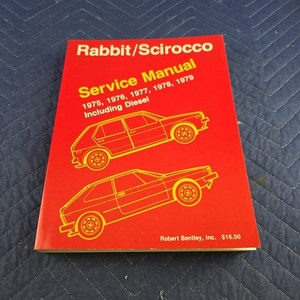 Rabbit/Scirocco
Service Manual
1975, 1976, 1977, 1978, 1979
Including Diesel
Robert Bentley, Inc. $16.50